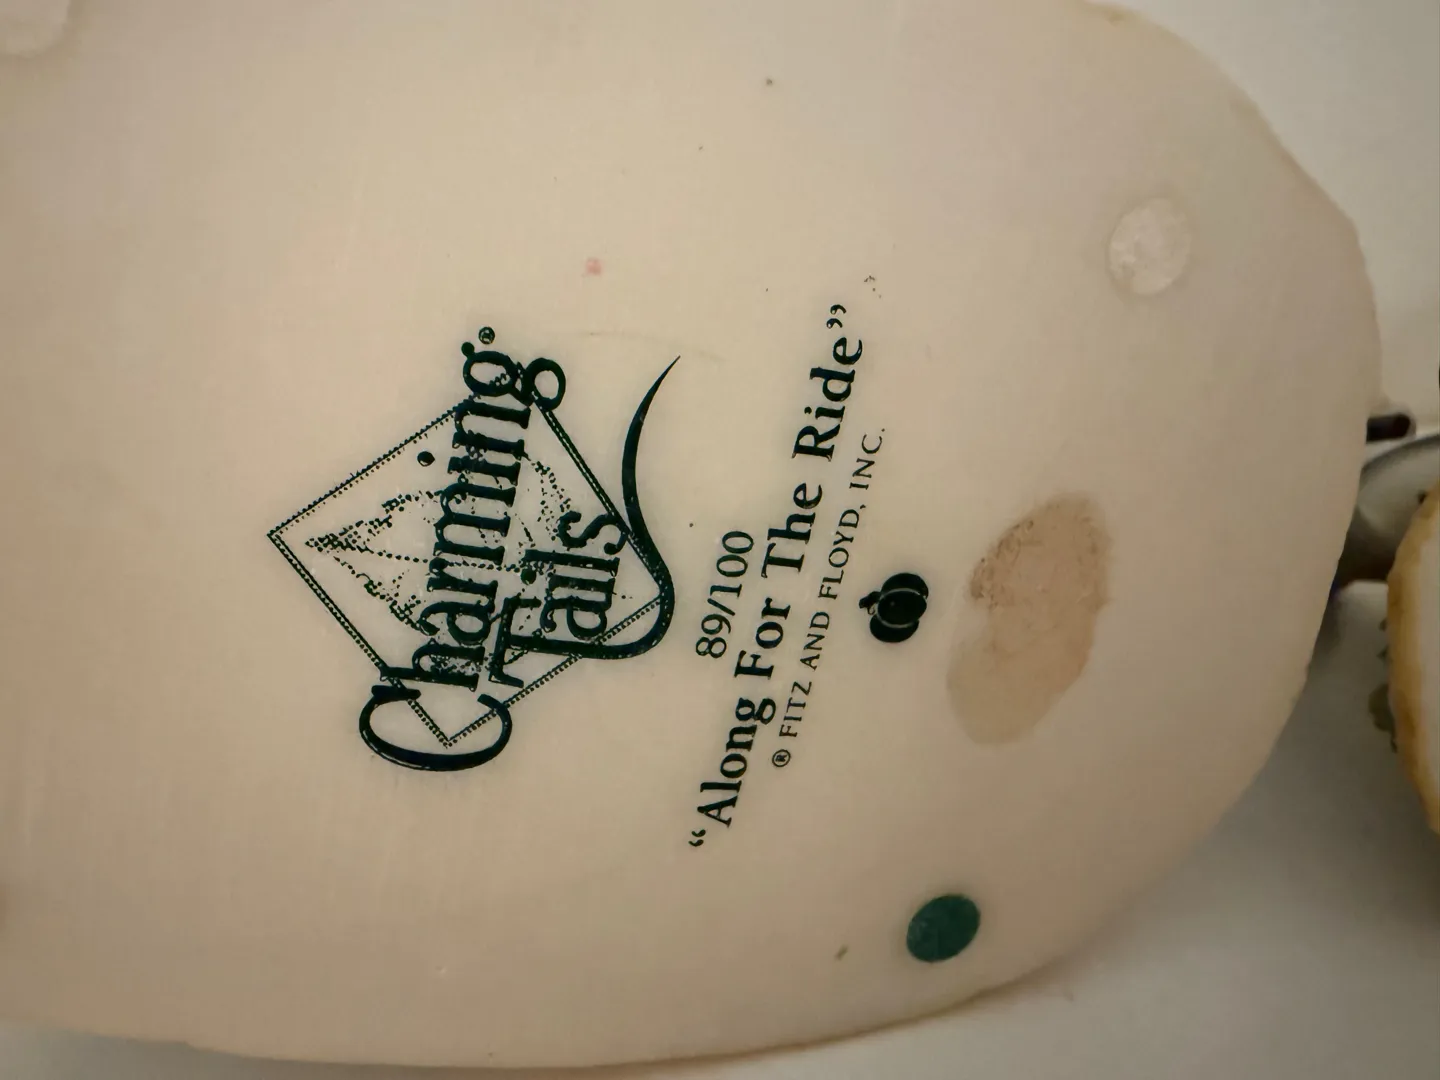 Charming®
Tails
89/100
“Along For The Ride”
® FITZ AND FLOYD, INC.